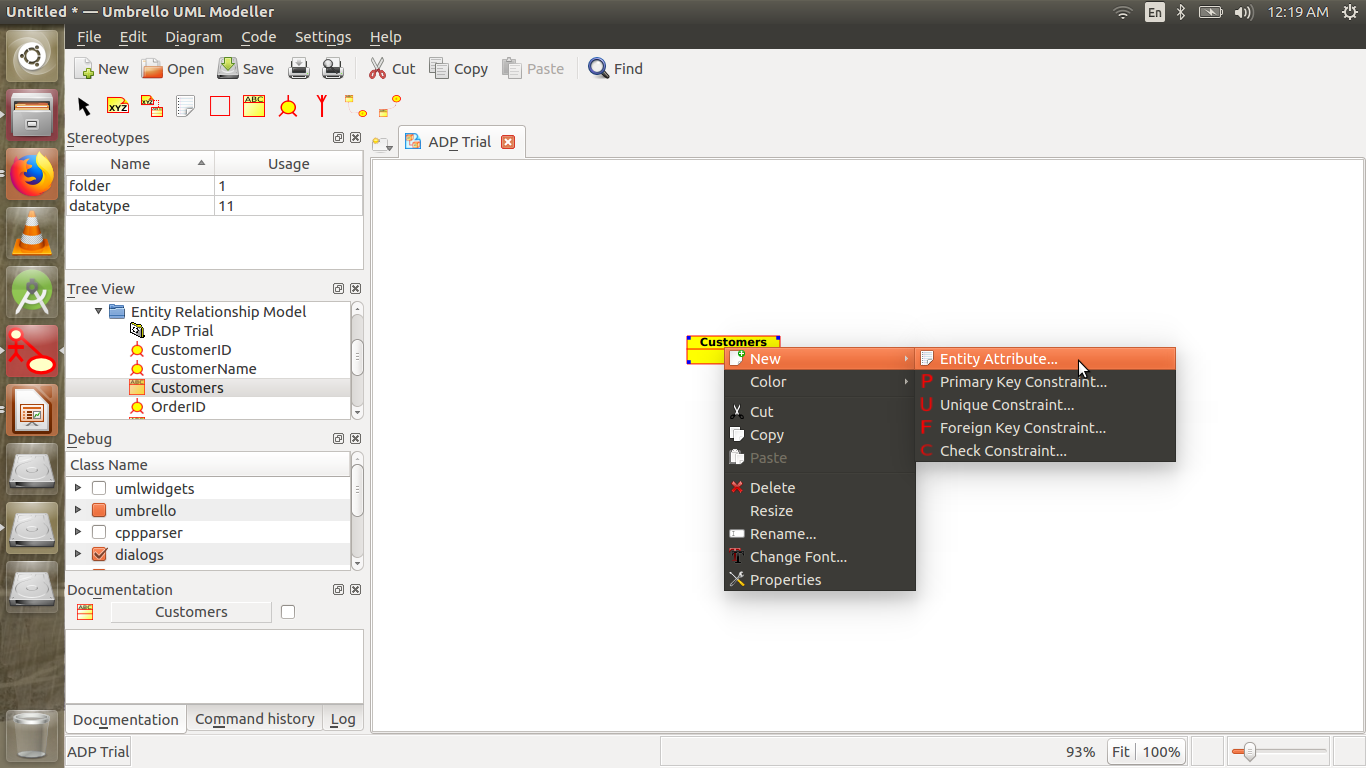 Untitled * — Umbrello UML Modeller
En
12:19 AM
File Edit Diagram Code Settings Help
New Open Save Cut Copy Paste Find
XYZ XYZ ABC
Stereotypes
ADP Trial
Name Usage
folder 1
datatype 11
Tree View
Entity Relationship Model
ADP Trial
CustomerID
CustomerName
Customers
OrderID
Debug
Class Name
umlwidgets
umbrello
cppparser
dialogs
Documentation
ABC Customers
Documentation Command history Log
Customers
New
Color
Cut
Copy
Paste
Delete
Resize
Rename...
Change Font...
Properties
Entity Attribute...
P Primary Key Constraint...
U Unique Constraint...
F Foreign Key Constraint...
C Check Constraint...
ADP Trial 93% Fit 100%